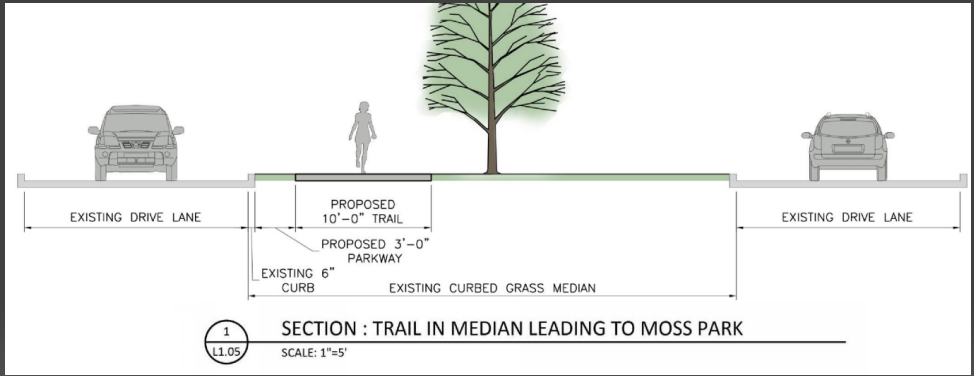 EXISTING DRIVE LANE
PROPOSED
10'-0" TRAIL
EXISTING DRIVE LANE
PROPOSED 3'-0"
PARKWAY
EXISTING 6"
CURB
EXISTING CURBED GRASS MEDIAN
1
L1.05
SECTION : TRAIL IN MEDIAN LEADING TO MOSS PARK
SCALE: 1"=5'